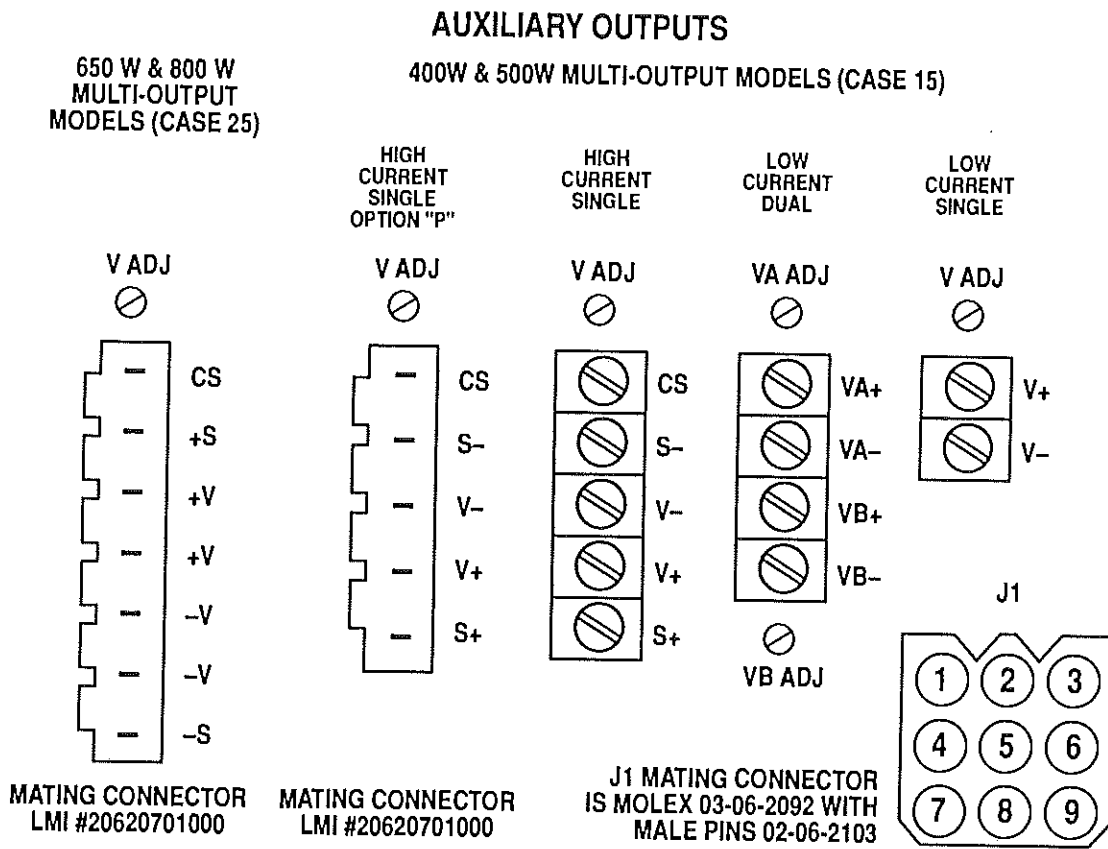 AUXILIARY OUTPUTS
650 W & 800 W
MULTI-OUTPUT
MODELS (CASE 25)
400W & 500W MULTI-OUTPUT MODELS (CASE 15)
HIGH
CURRENT
SINGLE
OPTION "P"
HIGH
CURRENT
SINGLE
LOW
CURRENT
DUAL
LOW
CURRENT
SINGLE
V ADJ
CS
+S
+V
+V
–V
–V
–S
MATING CONNECTOR
LMI #20620701000
V ADJ
CS
S–
V–
V+
S+
MATING CONNECTOR
LMI #20620701000
V ADJ
CS
S–
V–
V+
S+
VA ADJ
VA+
VA–
VB+
VB–
VB ADJ
V ADJ
V+
V–
J1
1 2 3
4 5 6
7 8 9
J1 MATING CONNECTOR
IS MOLEX 03-06-2092 WITH
MALE PINS 02-06-2103